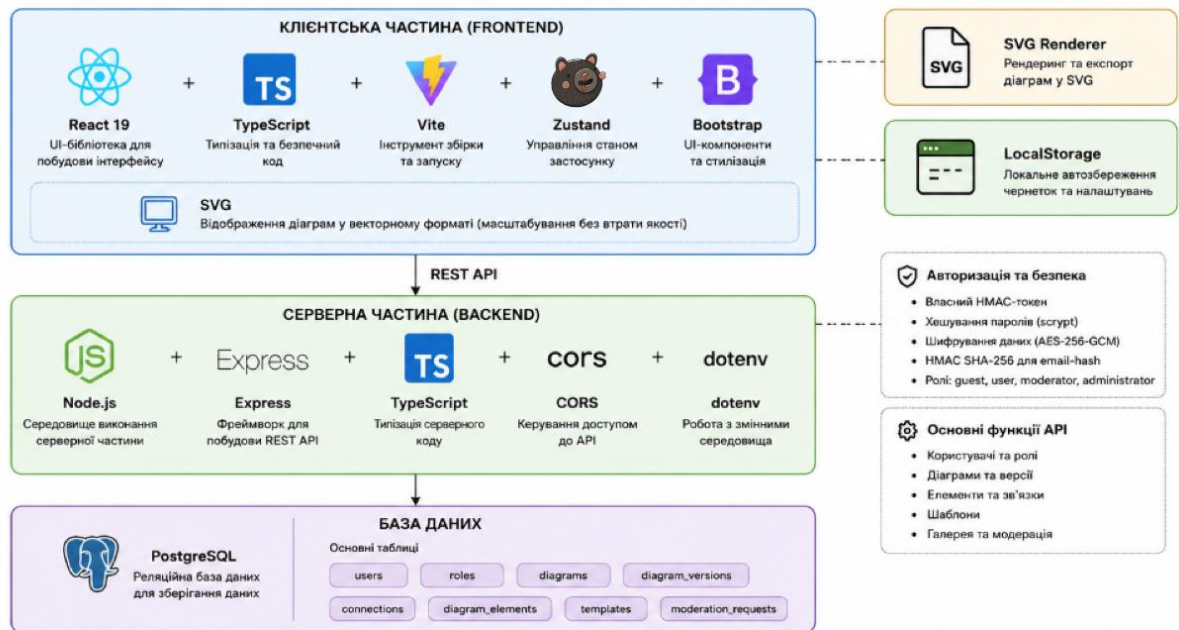 КЛІЄНТСЬКА ЧАСТИНА (FRONTEND)
+
TS
+
+
+
B
React 19
UI-бібліотека для
побудови інтерфейсу
TypeScript
Типізація та безпечний
код
Vite
Інструмент збірки
та запуску
Zustand
Управління станом
застосунку
Bootstrap
UI-компоненти
та стилізація
SVG
Відображення діаграм у векторному форматі (масштабування без втрати якості)
SVG
SVG Renderer
Рендеринг та експорт
діаграм у SVG
LocalStorage
Локальне автозбереження
чернеток та налаштувань
REST API
СЕРВЕРНА ЧАСТИНА (BACKEND)
JS
+
Express
+
TS
+
cors
+
dotenv
Node.js
Середовище виконання
серверної частини
Express
Фреймворк для
побудови REST API
TypeScript
Типізація серверного
коду
CORS
Керування доступом
до API
dotenv
Робота з змінними
середовища
Авторизація та безпека
• Власний HMAC-токен
• Хешування паролів (scrypt)
• Шифрування даних (AES-256-GCM)
• HMAC SHA-256 для email-hash
• Ролі: guest, user, moderator, administrator
Основні функції API
• Користувачі та ролі
• Діаграми та версії
• Елементи та зв'язки
• Шаблони
• Галерея та модерація
БАЗА ДАНИХ
PostgreSQL
Реляційна база даних
для зберігання даних
Основні таблиці
users
roles
diagrams
diagram_versions
connections
diagram_elements
templates
moderation_requests